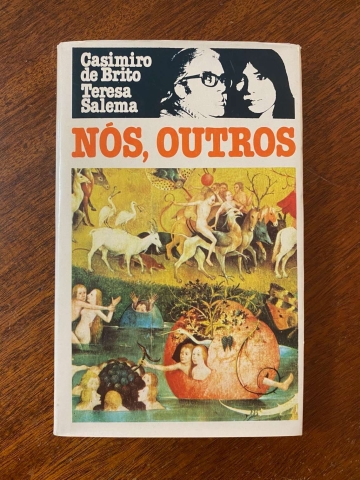 Casimiro
de Brito
Teresa
Salema
NÓS, OUTROS